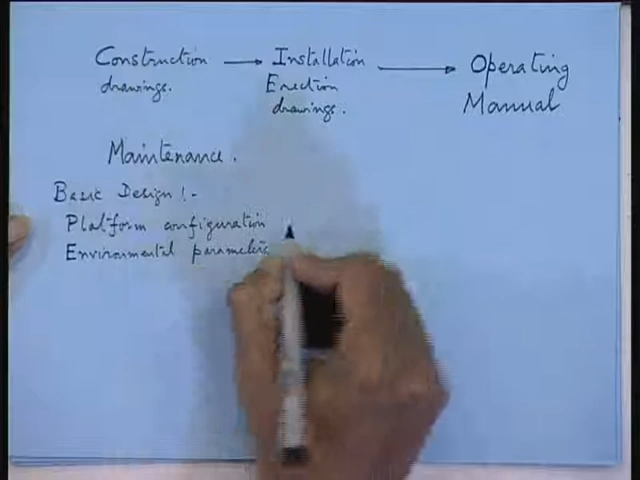 Construction → Installation → Operating
drawings. Erection Manual
drawings.
Maintenance.
Basic Design :-
Platform configuration
Environmental parameters